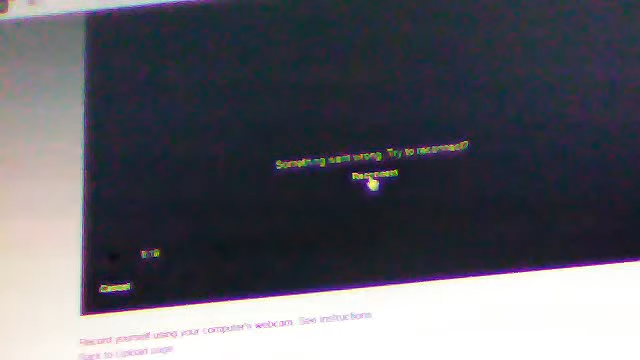 Something went wrong. Try to reconnect?
Reconnect
Cancel
Record yourself using your computer's webcam. See instructions
Back to upload page